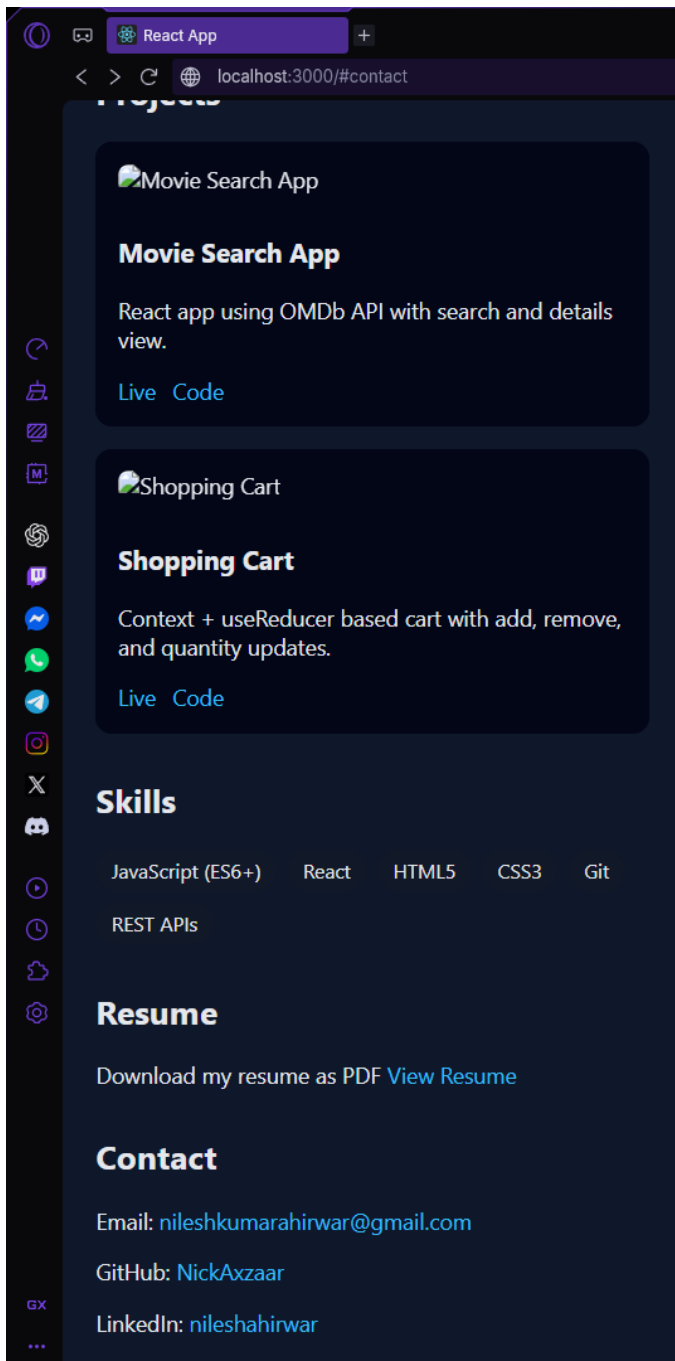 React App
localhost:3000/#contact
Projects
Movie Search App
Movie Search App
React app using OMDb API with search and details
view.
Live Code
Shopping Cart
Shopping Cart
Context + useReducer based cart with add, remove,
and quantity updates.
Live Code
Skills
JavaScript (ES6+) React HTML5 CSS3 Git
REST APIs
Resume
Download my resume as PDF View Resume
Contact
Email: nileshkumarahirwar@gmail.com
GitHub: NickAxzaar
LinkedIn: nileshahirwar
M
GX